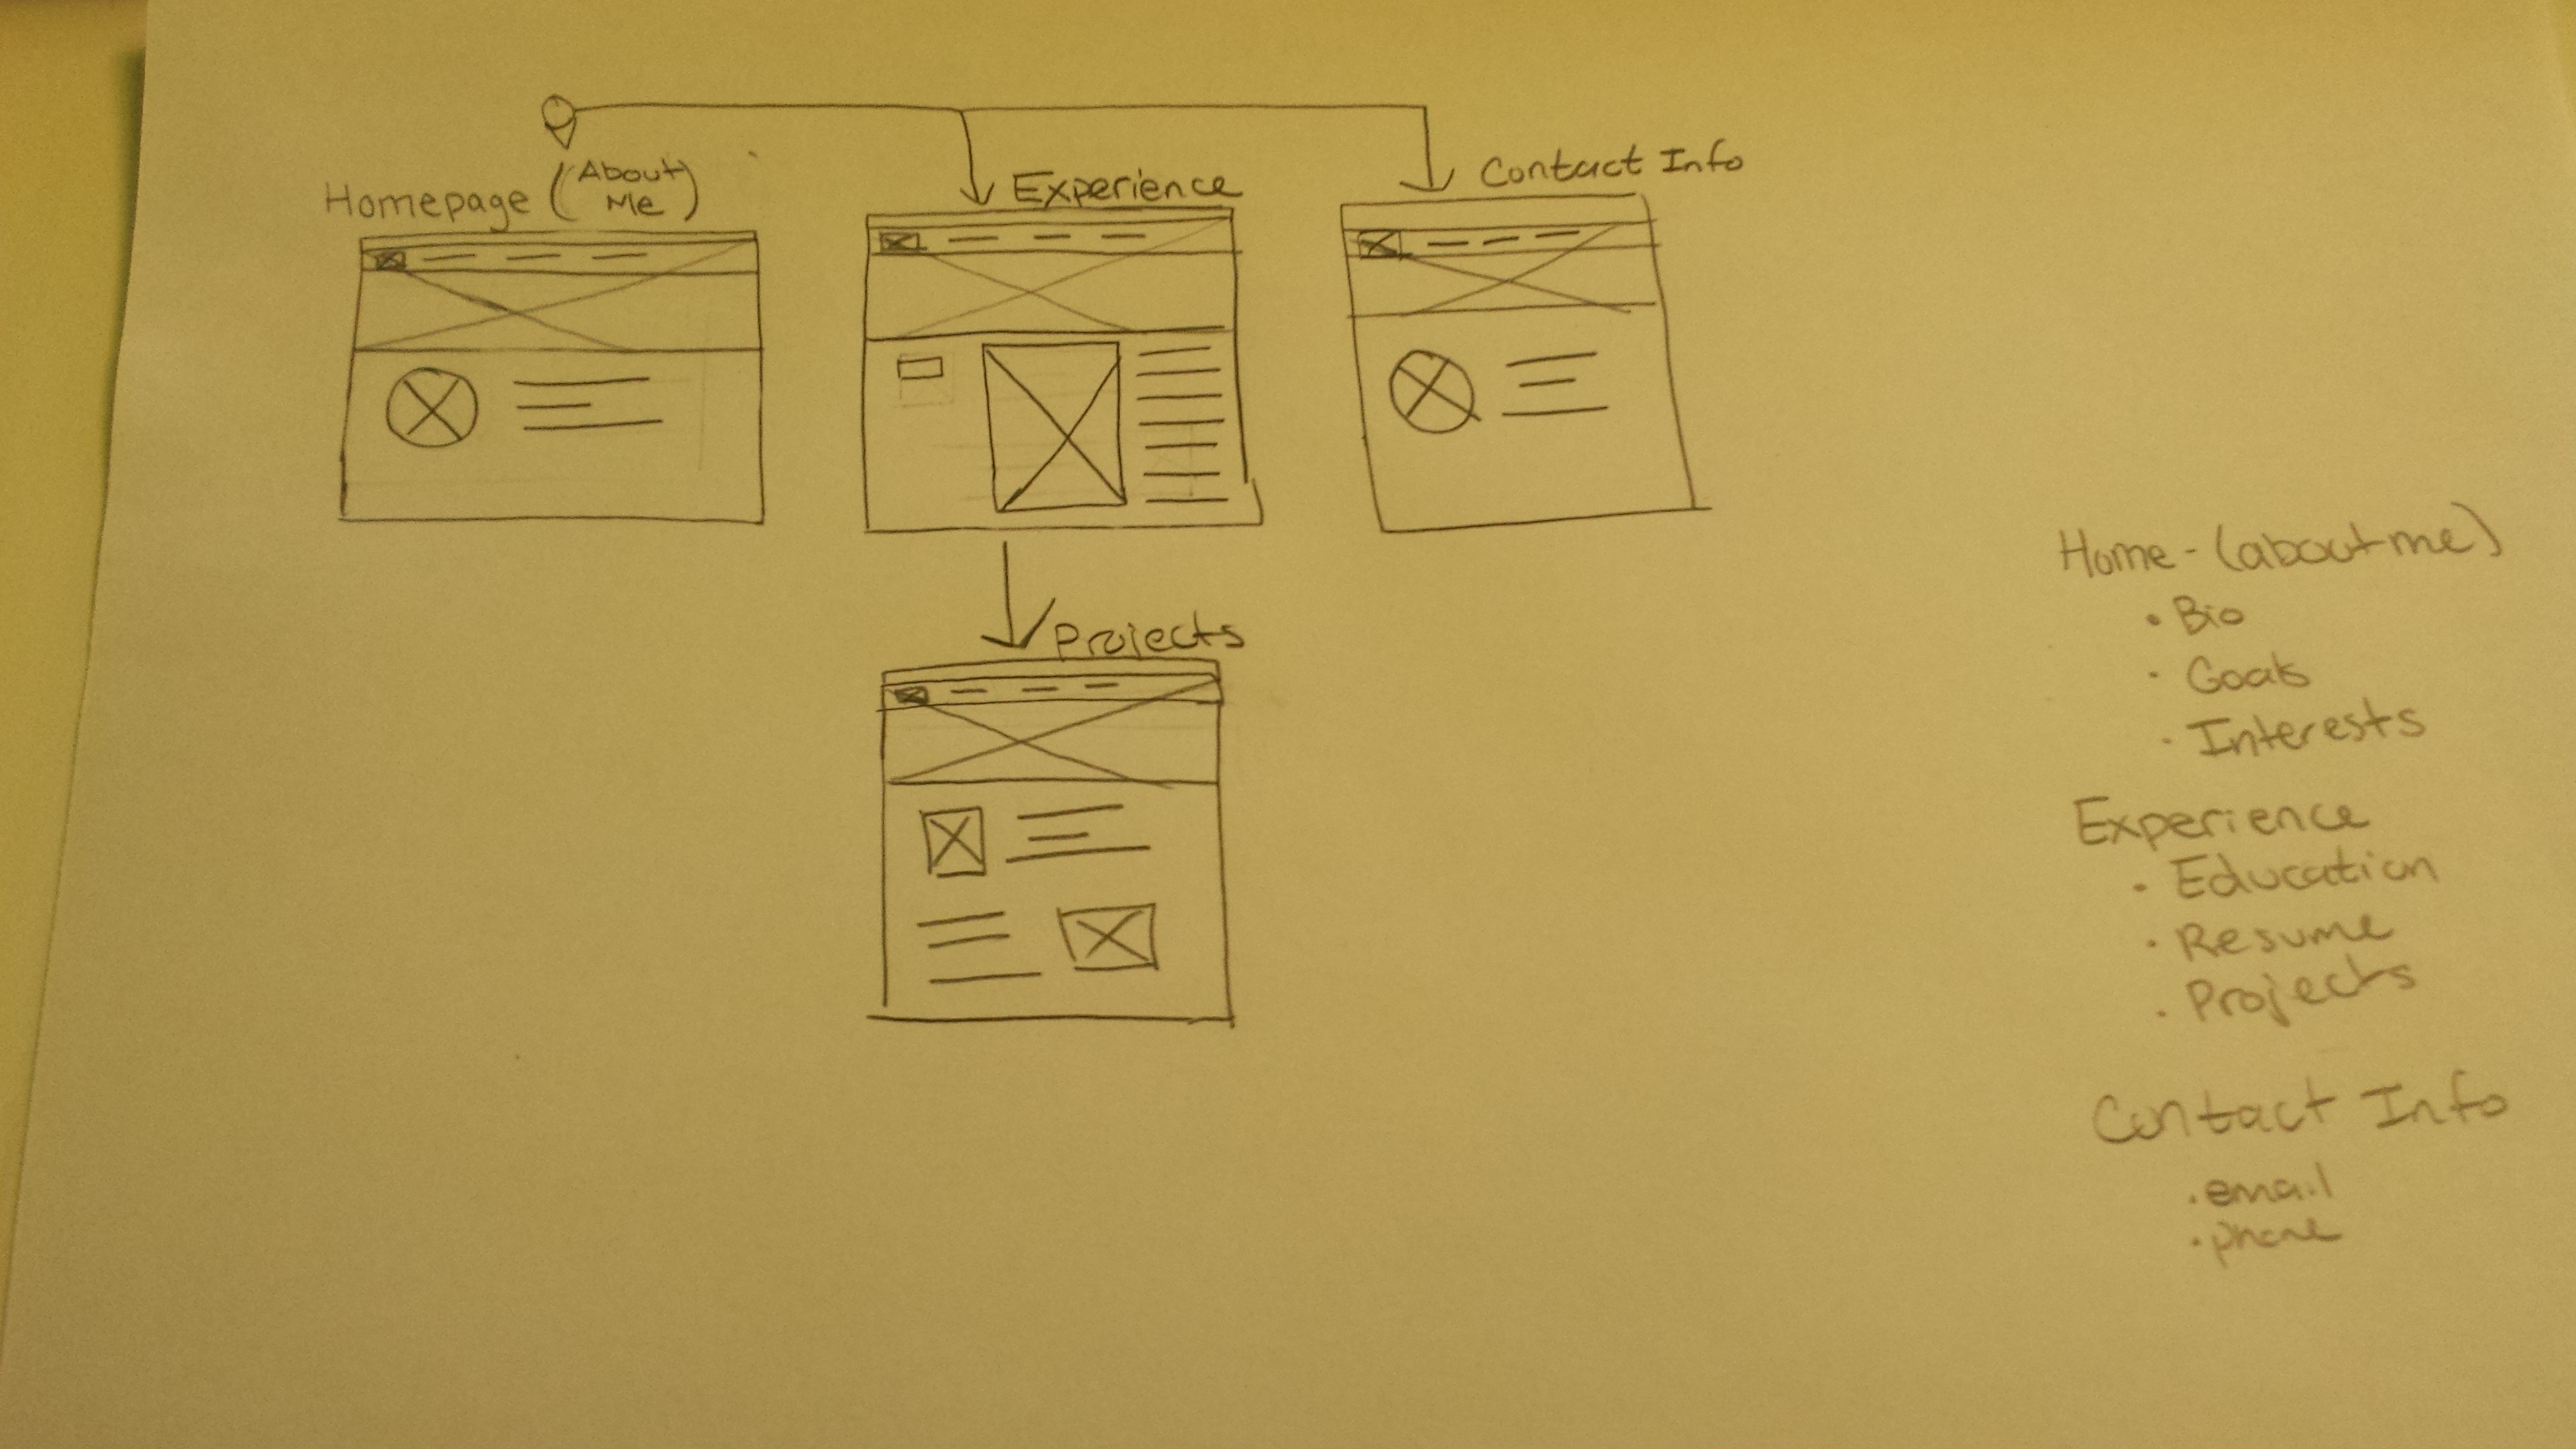 Homepage (About
Me)
Experience
Contact Info
Projects
Home - (about me)
• Bio
• Goals
• Interests
Experience
• Education
• Resume
• Projects
Contact Info
• email
• phone